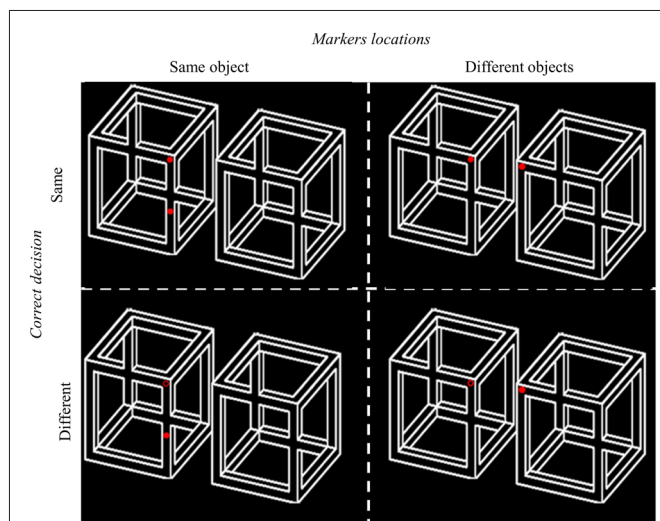 Markers locations
Same object
Different objects
Same
Correct decision
Different